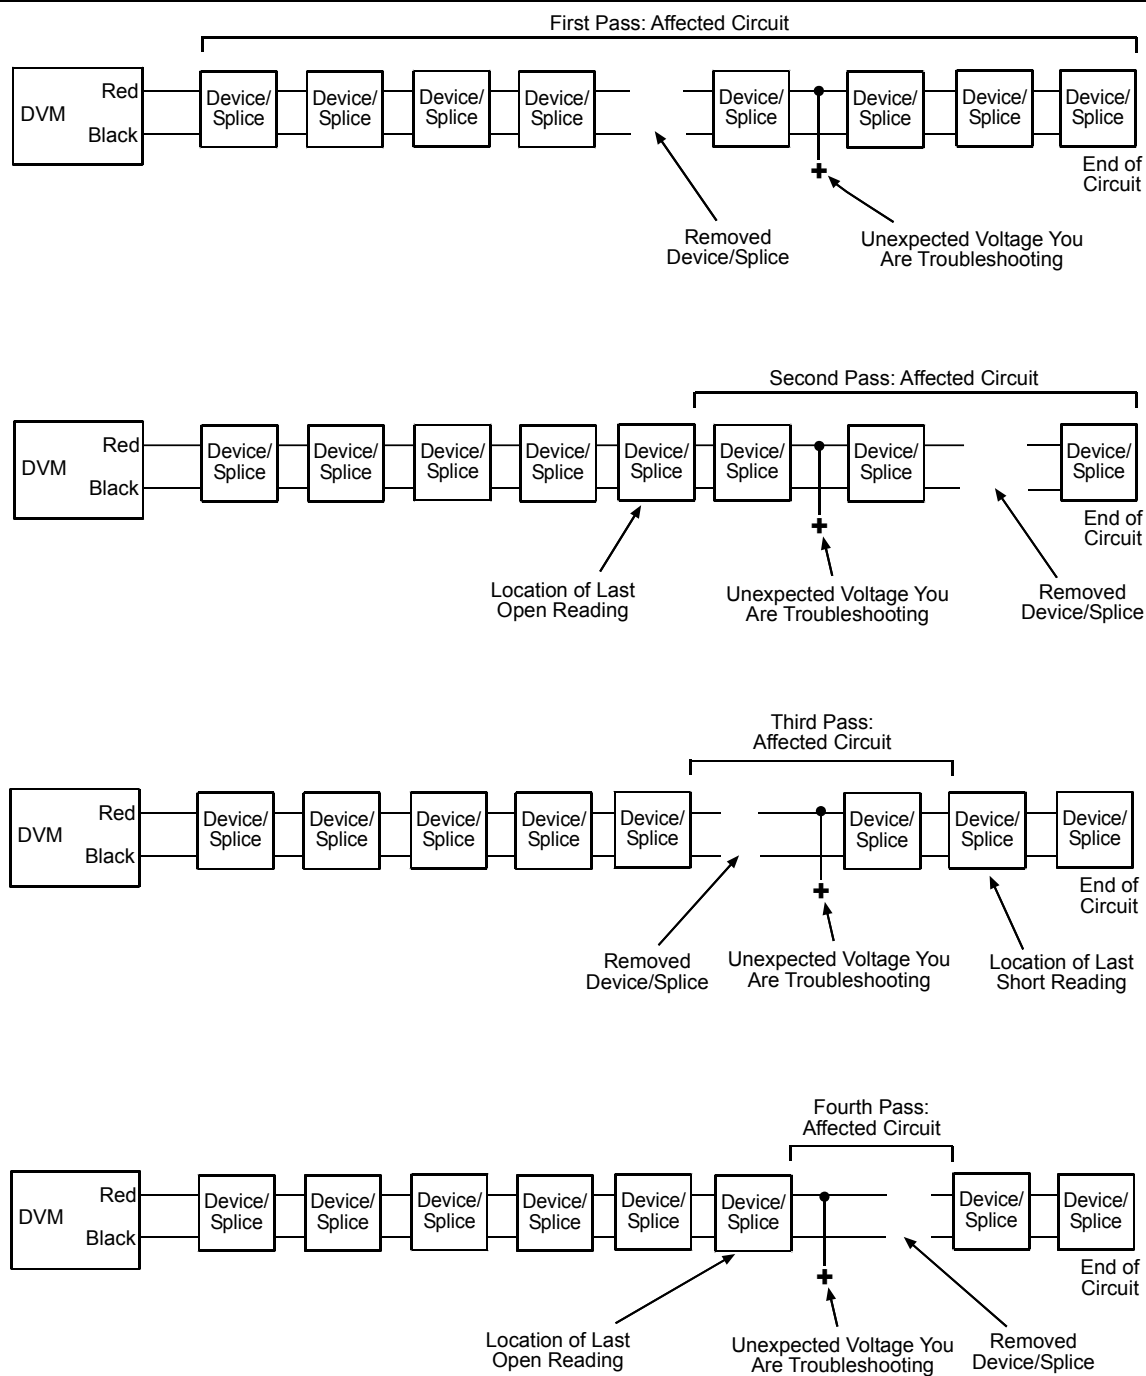 First Pass: Affected Circuit
DVM
Red
Black
Device/
Splice
Device/
Splice
Device/
Splice
Device/
Splice
Device/
Splice
Device/
Splice
Device/
Splice
Device/
Splice
End of
Circuit
Removed
Device/Splice
Unexpected Voltage You
Are Troubleshooting
Second Pass: Affected Circuit
DVM
Red
Black
Device/
Splice
Device/
Splice
Device/
Splice
Device/
Splice
Device/
Splice
Device/
Splice
Device/
Splice
Device/
Splice
End of
Circuit
Location of Last
Open Reading
Unexpected Voltage You
Are Troubleshooting
Removed
Device/Splice
Third Pass:
Affected Circuit
DVM
Red
Black
Device/
Splice
Device/
Splice
Device/
Splice
Device/
Splice
Device/
Splice
Device/
Splice
Device/
Splice
Device/
Splice
End of
Circuit
Removed
Device/Splice
Unexpected Voltage You
Are Troubleshooting
Location of Last
Short Reading
Fourth Pass:
Affected Circuit
DVM
Red
Black
Device/
Splice
Device/
Splice
Device/
Splice
Device/
Splice
Device/
Splice
Device/
Splice
Device/
Splice
Device/
Splice
End of
Circuit
Location of Last
Open Reading
Unexpected Voltage You
Are Troubleshooting
Removed
Device/Splice